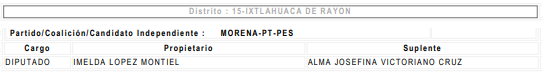 Distrito : 15-IXTLAHUACA DE RAYON
Partido/Coalición/Candidato Independiente : MORENA-PT-PES
Cargo Propietario Suplente
DIPUTADO IMELDA LOPEZ MONTIEL ALMA JOSEFINA VICTORIANO CRUZ